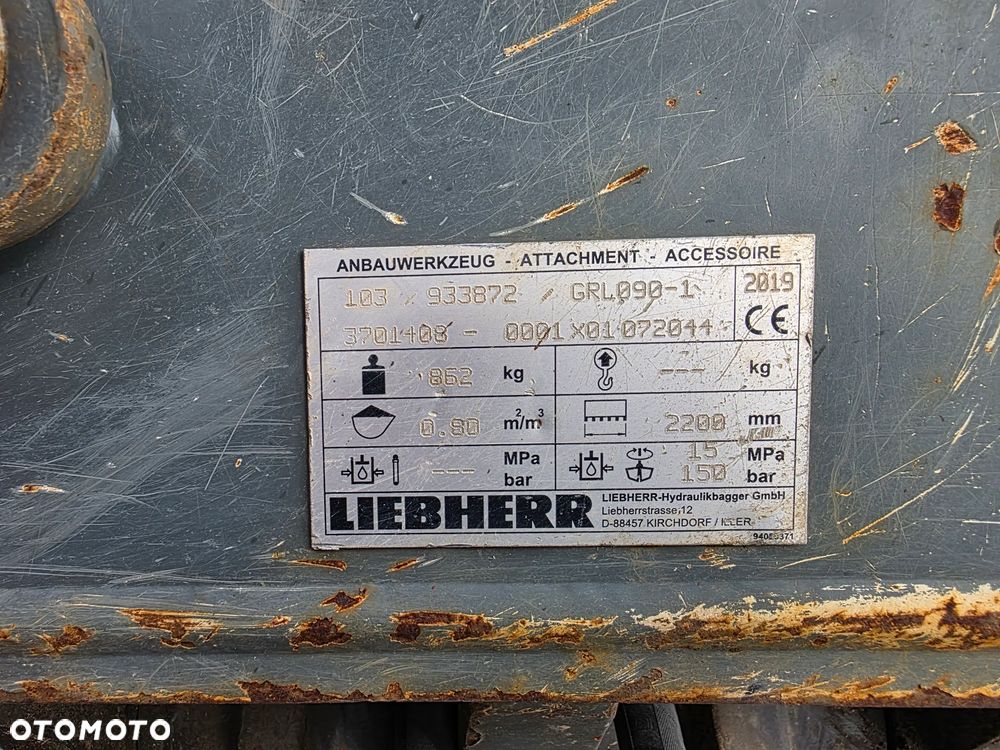 ANBAUWERKZEUG - ATTACHMENT - ACCESSOIRE
103 x 933872 / GRL090-1 2019
3701408 - 0001 X01 072044 CE
862 kg --- kg
0.80 m²/m³ 2200 mm
--- MPa bar 15 MPa 150 bar
LIEBHERR
LIEBHERR-Hydraulikbagger GmbH
Liebherrstrasse 12
D-88457 KIRCHDORF / ILLER
OTOMOTO